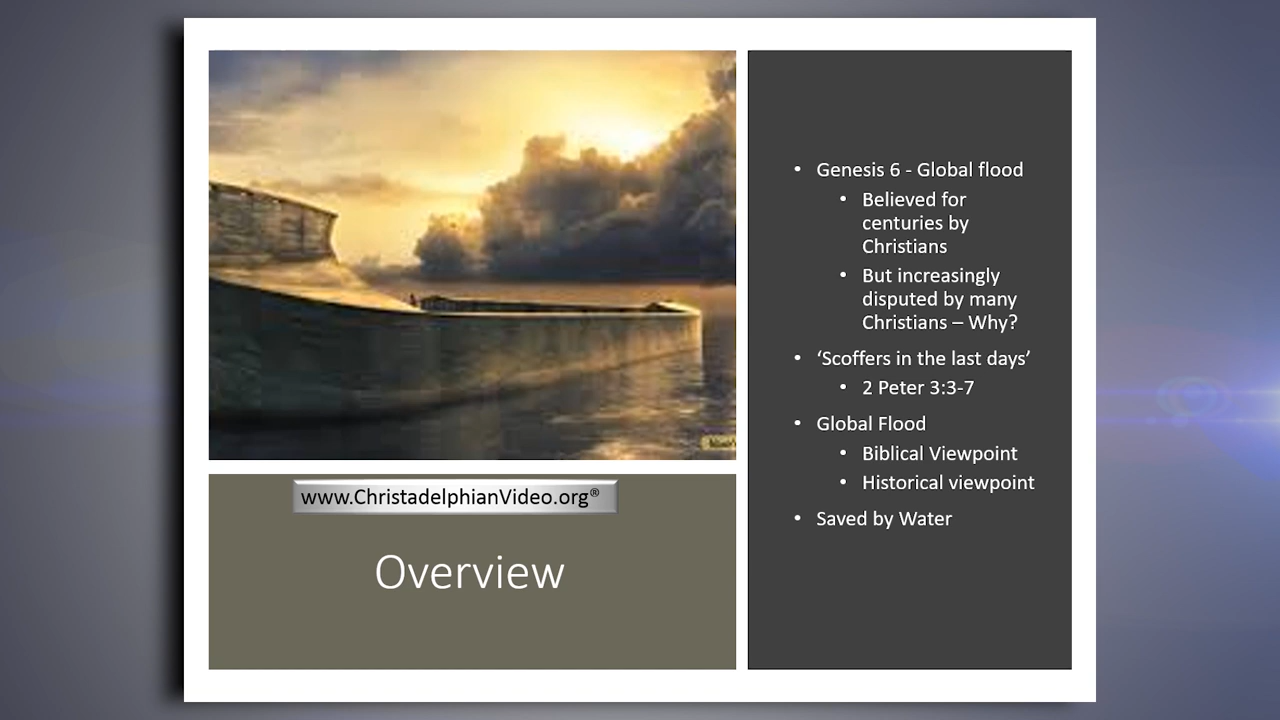 www.ChristadelphianVideo.org®
Overview
• Genesis 6 - Global flood
• Believed for
centuries by
Christians
• But increasingly
disputed by many
Christians – Why?
• ‘Scoffers in the last days’
• 2 Peter 3:3-7
• Global Flood
• Biblical Viewpoint
• Historical viewpoint
• Saved by Water